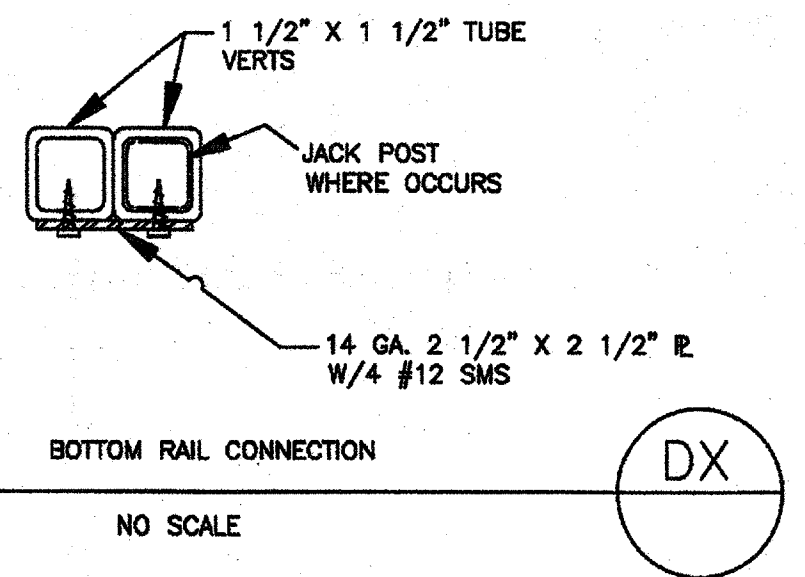 1 1/2" X 1 1/2" TUBE
VERTS
JACK POST
WHERE OCCURS
14 GA. 2 1/2" X 2 1/2" ⅊
W/4 #12 SMS
BOTTOM RAIL CONNECTION
DX
NO SCALE